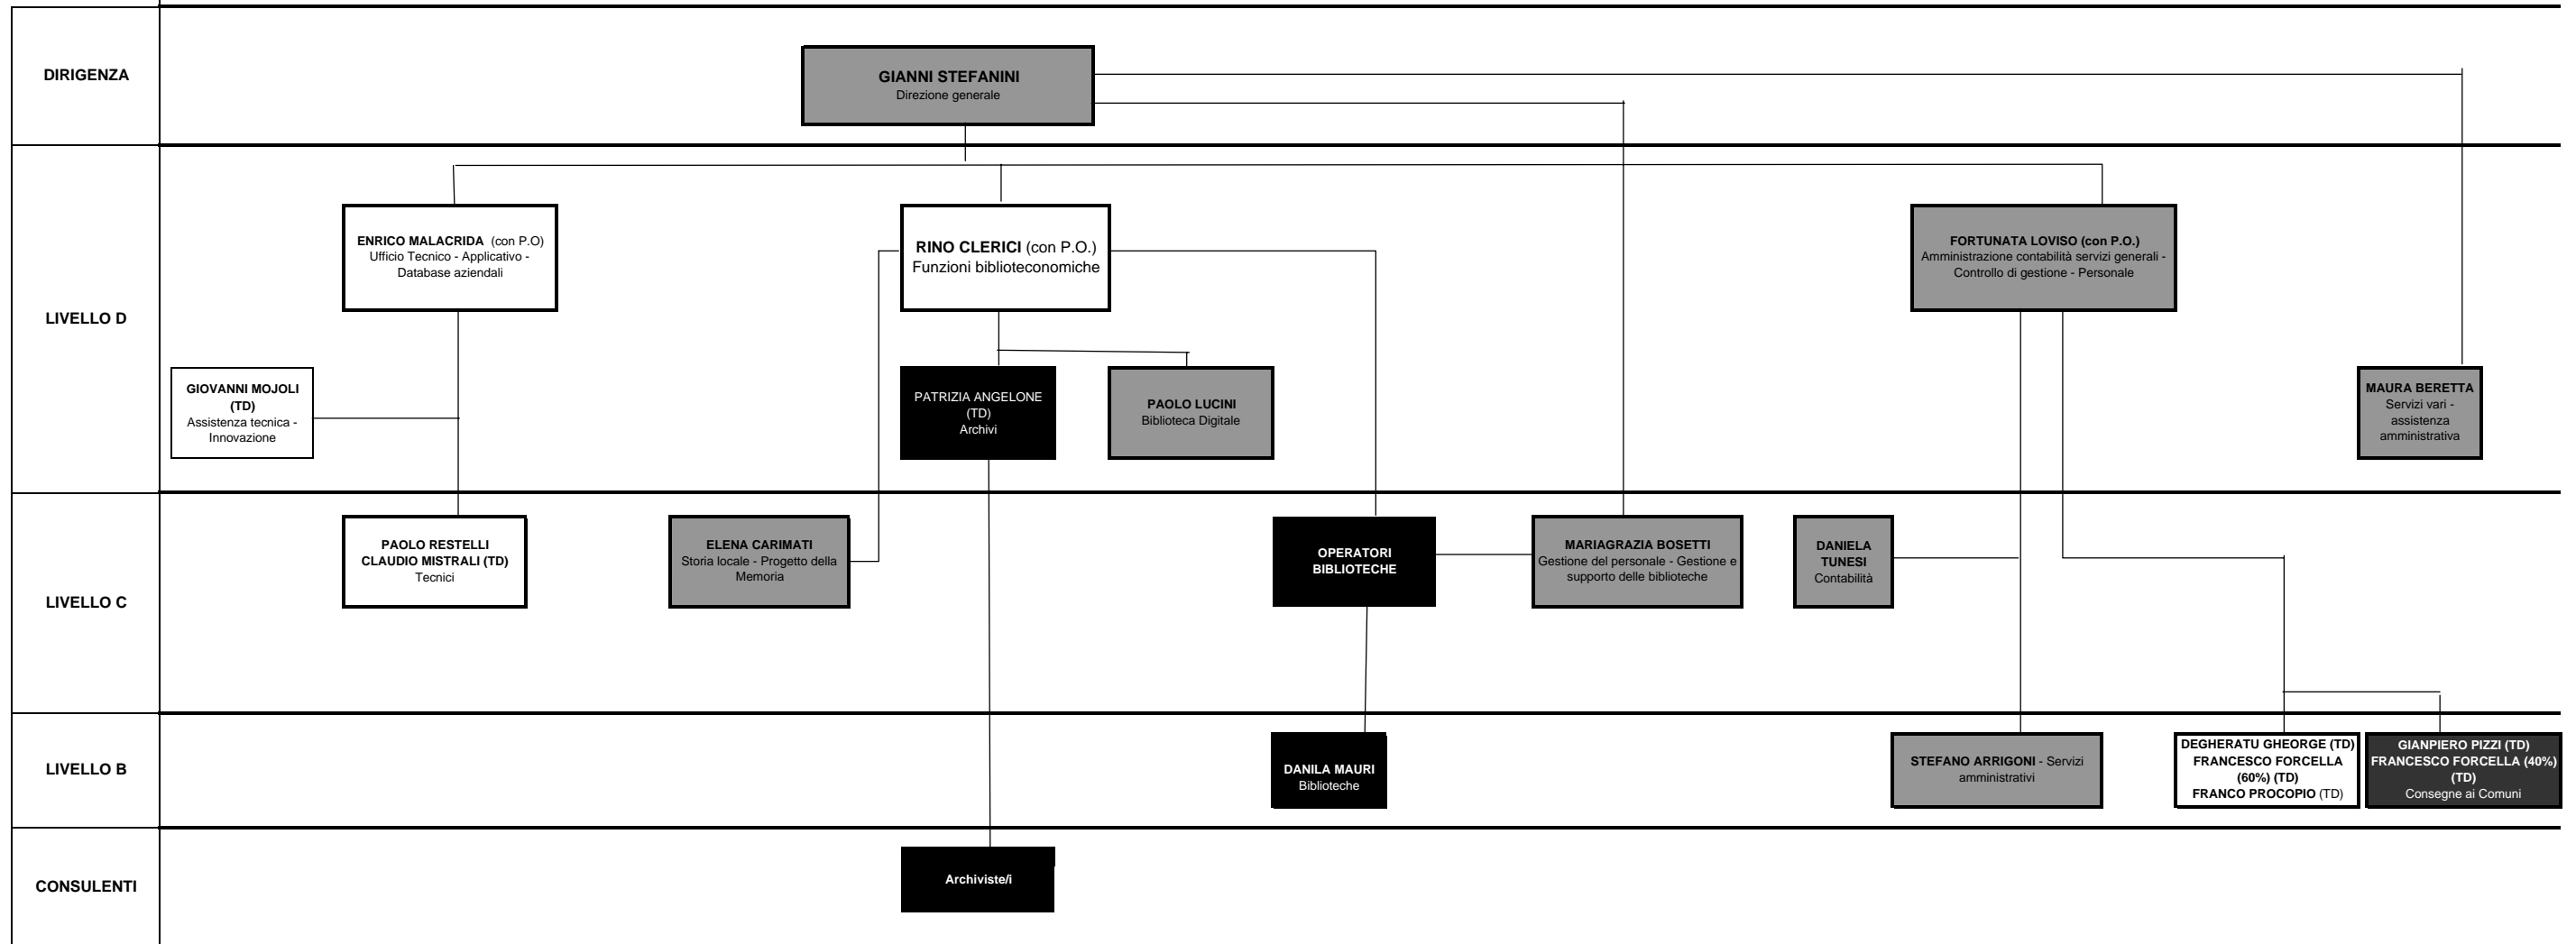 DIRIGENZA
GIANNI STEFANINI
Direzione generale
LIVELLO D
ENRICO MALACRIDA (con P.O)
Ufficio Tecnico - Applicativo -
Database aziendali
RINO CLERICI (con P.O.)
Funzioni biblioteconomiche
FORTUNATA LOVISO (con P.O.)
Amministrazione contabilità servizi generali -
Controllo di gestione - Personale
GIOVANNI MOJOLI
(TD)
Assistenza tecnica -
Innovazione
PATRIZIA ANGELONE
(TD)
Archivi
PAOLO LUCINI
Biblioteca Digitale
MAURA BERETTA
Servizi vari -
assistenza
amministrativa
LIVELLO C
PAOLO RESTELLI
CLAUDIO MISTRALI (TD)
Tecnici
ELENA CARIMATI
Storia locale - Progetto della
Memoria
OPERATORI
BIBLIOTECHE
MARIAGRAZIA BOSETTI
Gestione del personale - Gestione e
supporto delle biblioteche
DANIELA
TUNESI
Contabilità
LIVELLO B
DANILA MAURI
Biblioteche
STEFANO ARRIGONI - Servizi
amministrativi
DEGHERATU GHEORGE (TD)
FRANCESCO FORCELLA
(60%) (TD)
FRANCO PROCOPIO (TD)
GIANPIERO PIZZI (TD)
FRANCESCO FORCELLA (40%)
(TD)
Consegne ai Comuni
CONSULENTI
Archiviste/i